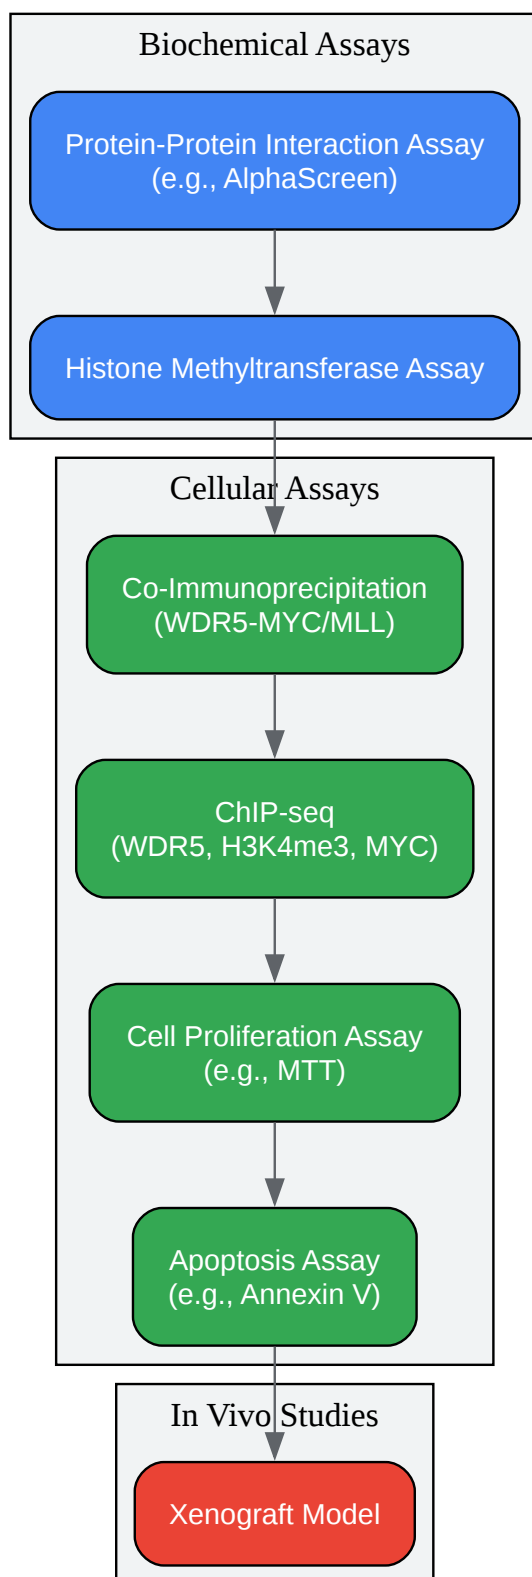 Biochemical Assays
Protein-Protein Interaction Assay
(e.g., AlphaScreen)
Histone Methyltransferase Assay
Cellular Assays
Co-Immunoprecipitation
(WDR5-MYC/MLL)
ChIP-seq
(WDR5, H3K4me3, MYC)
Cell Proliferation Assay
(e.g., MTT)
Apoptosis Assay
(e.g., Annexin V)
In Vivo Studies
Xenograft Model